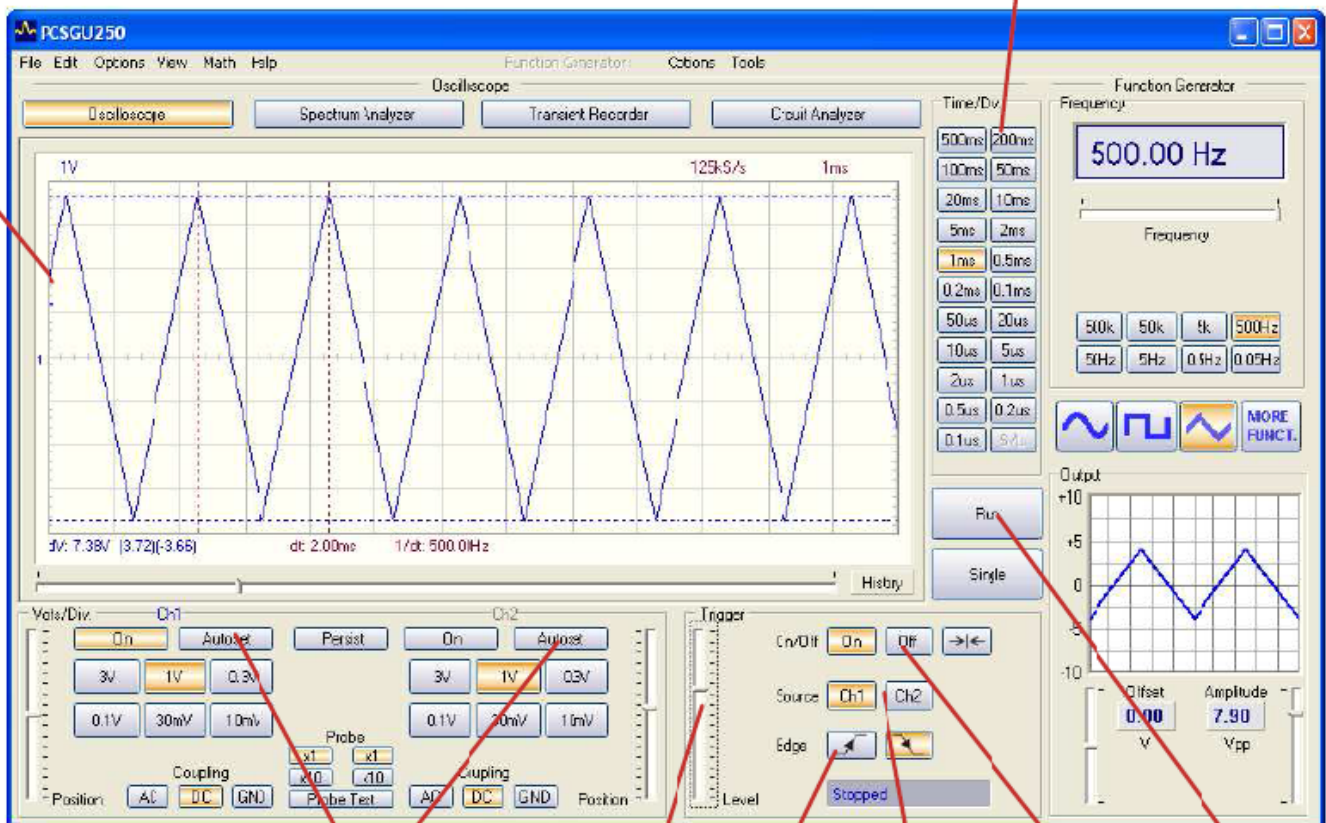 PCSGU250
File Edit Options View Math Help Function Generator: Options Tools
Oscilloscope
Oscilloscope Spectrum Analyzer Transient Recorder Circuit Analyzer
1V 125kS/s 1ms
1
dV: 7.38V (3.72)(-3.66) dt: 2.00ms 1/dt: 500.0Hz
History
Time/Div
500ms 200ms
100ms 50ms
20ms 10ms
5ms 2ms
1ms 0.5ms
0.2ms 0.1ms
50us 20us
10us 5us
2us 1us
0.5us 0.2us
0.1us
Run
Single
Function Generator
Frequency
500.00 Hz
Frequency
500k 50k 5k 500Hz
50Hz 5Hz 0.5Hz 0.05Hz
MORE
FUNCT.
Output
+10
+5
0
-5
-10
Offset Amplitude
0.00 7.90
V Vpp
Volts/Div. Ch1 Ch2
On Autoset Persist On Autoset
3V 1V 0.3V 3V 1V 0.3V
0.1V 30mV 10mV 0.1V 30mV 10mV
Probe
x1 x1
x10 x10
Coupling Coupling
Position AC DC GND Probe Test AC DC GND Position
Trigger
On/Off On Off
Source Ch1 Ch2
Edge
Level Stopped